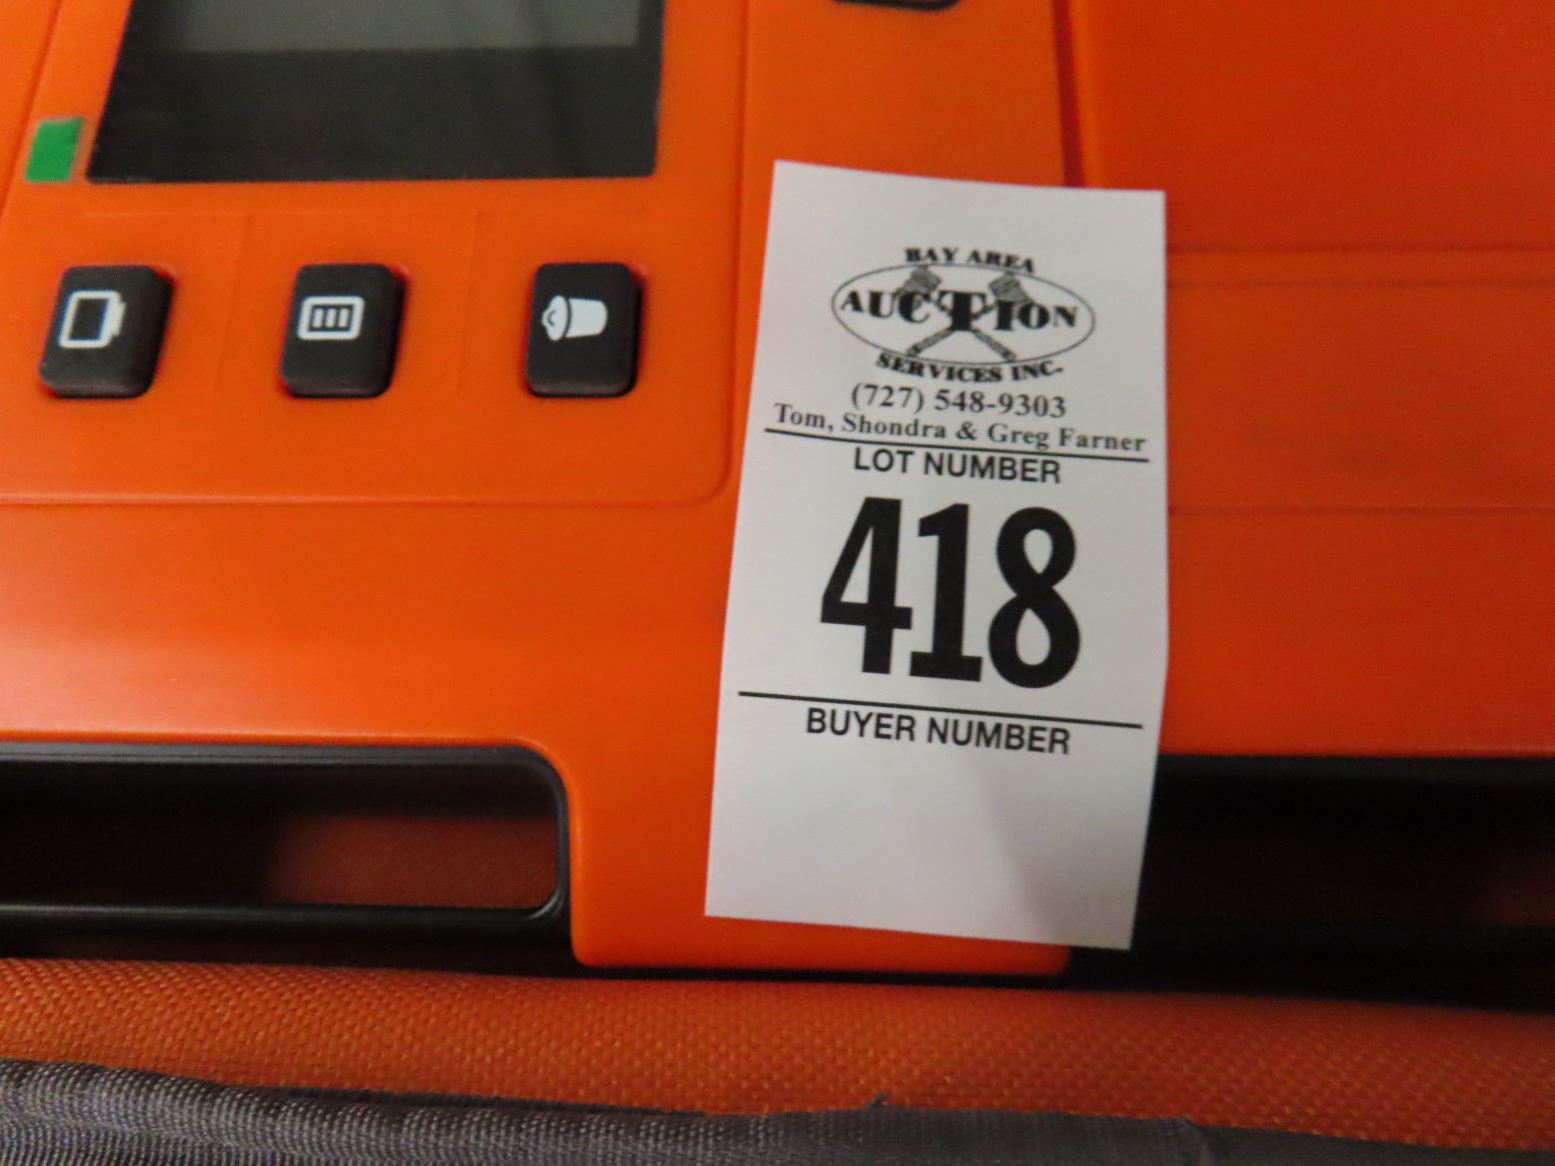 BAY AREA
AUCTION
SERVICES INC.
(727) 548-9303
Tom, Shondra & Greg Farner
LOT NUMBER
418
BUYER NUMBER